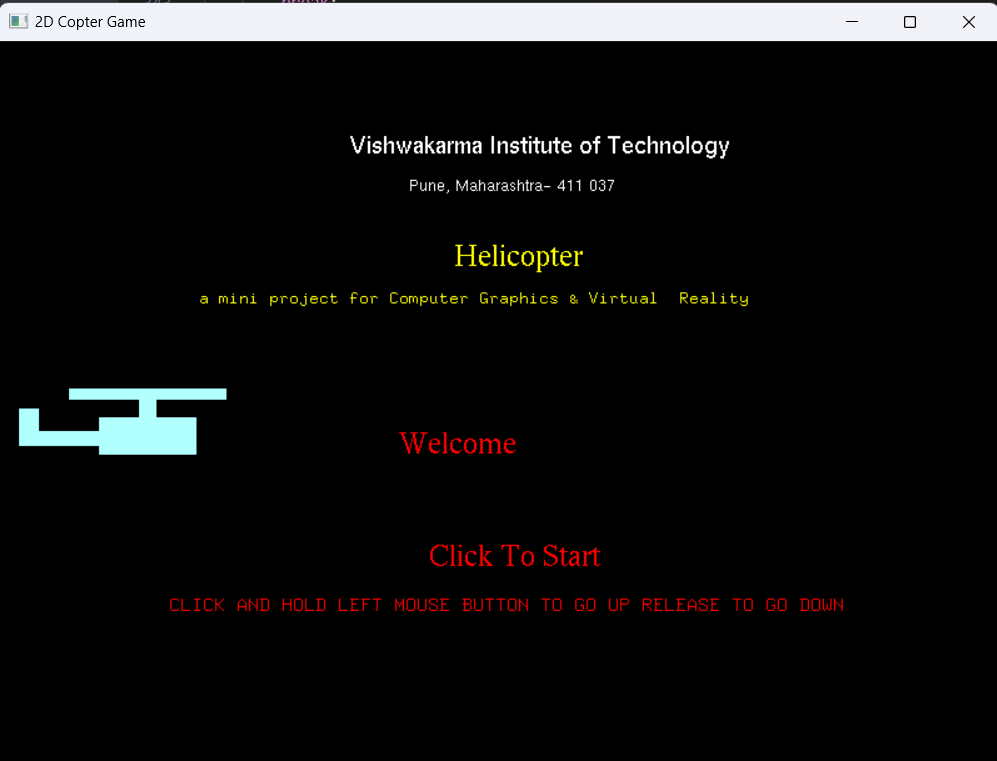 2D Copter Game
Vishwakarma Institute of Technology
Pune, Maharashtra- 411 037
Helicopter
a mini project for Computer Graphics & Virtual  Reality
Welcome
Click To Start
CLICK AND HOLD LEFT MOUSE BUTTON TO GO UP RELEASE TO GO DOWN